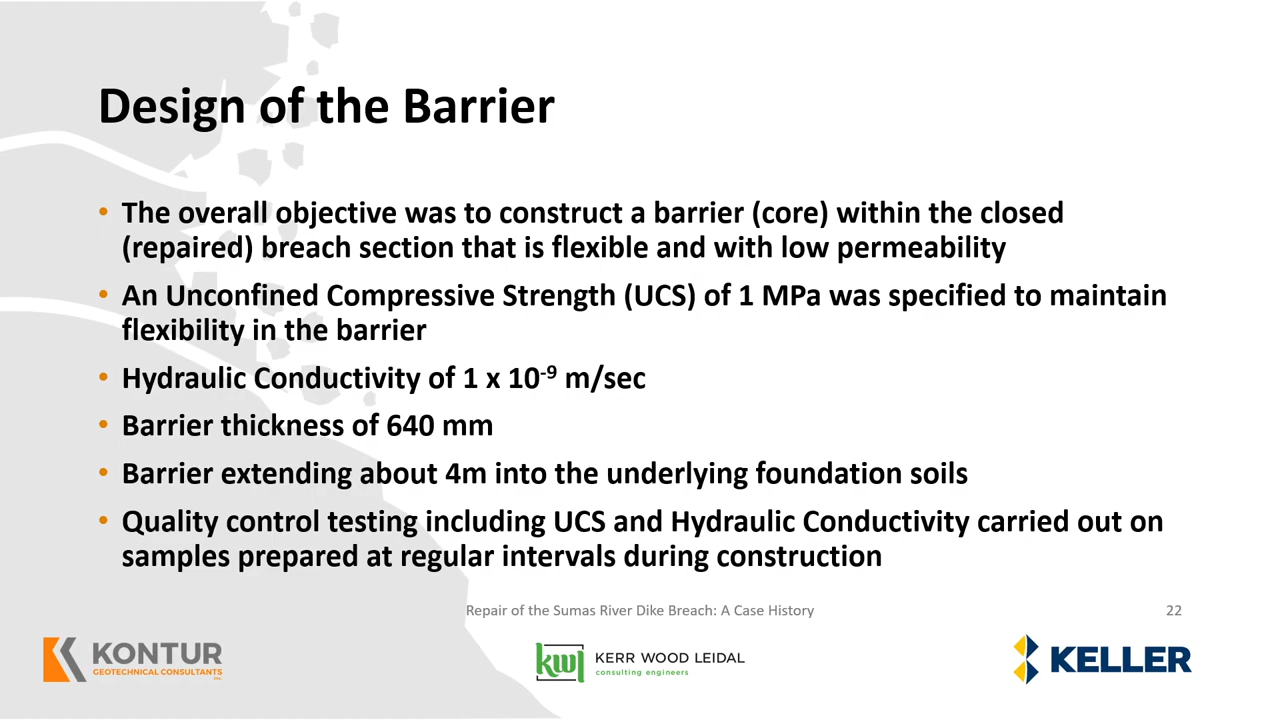 Design of the Barrier
• The overall objective was to construct a barrier (core) within the closed
(repaired) breach section that is flexible and with low permeability
• An Unconfined Compressive Strength (UCS) of 1 MPa was specified to maintain
flexibility in the barrier
• Hydraulic Conductivity of 1 x 10⁻⁹ m/sec
• Barrier thickness of 640 mm
• Barrier extending about 4m into the underlying foundation soils
• Quality control testing including UCS and Hydraulic Conductivity carried out on
samples prepared at regular intervals during construction
Repair of the Sumas River Dike Breach: A Case History
22
KONTUR
GEOTECHNICAL CONSULTANTS
INC.
kwl
KERR WOOD LEIDAL
consulting engineers
KELLER